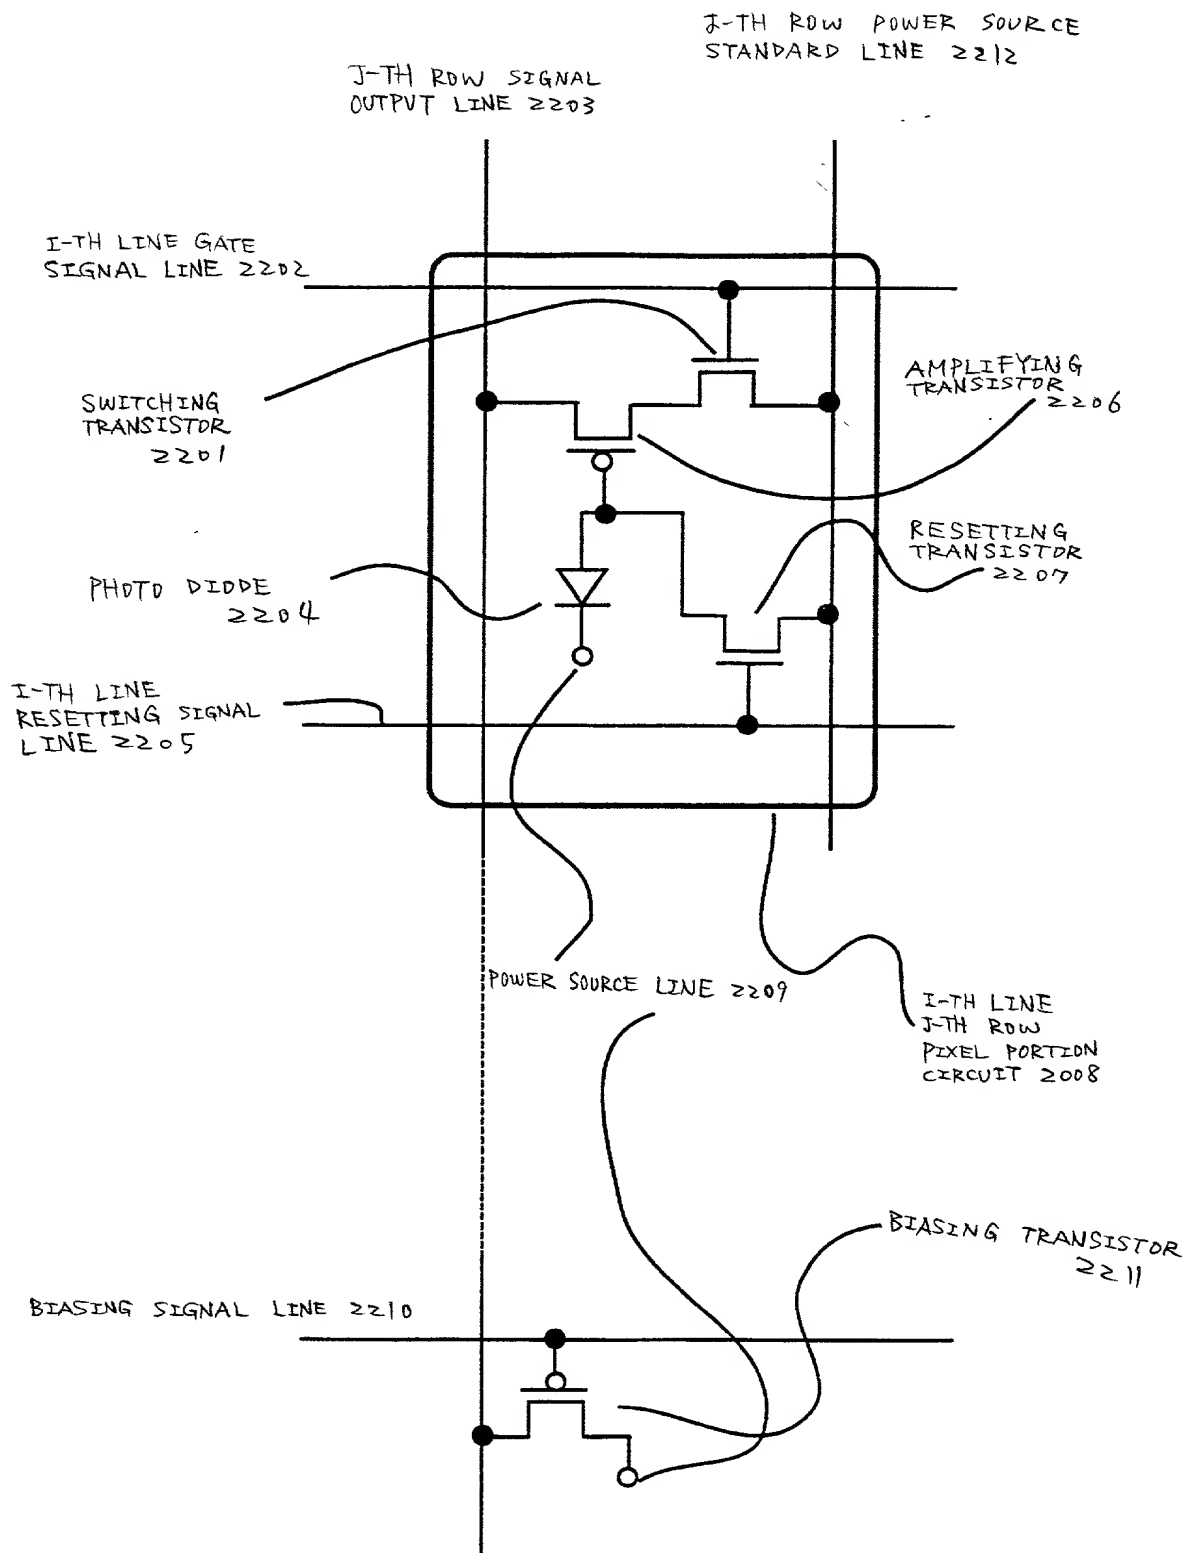 I-TH ROW POWER SOURCE
STANDARD LINE 2212
J-TH ROW SIGNAL
OUTPUT LINE 2203
I-TH LINE GATE
SIGNAL LINE 2202
SWITCHING
TRANSISTOR
2201
AMPLIFYING
TRANSISTOR
2206
RESETTING
TRANSISTOR
2207
PHOTO DIODE
2204
I-TH LINE
RESETTING SIGNAL
LINE 2205
POWER SOURCE LINE 2209
I-TH LINE
J-TH ROW
PIXEL PORTION
CIRCUIT 2008
BIASING TRANSISTOR
2211
BIASING SIGNAL LINE 2210